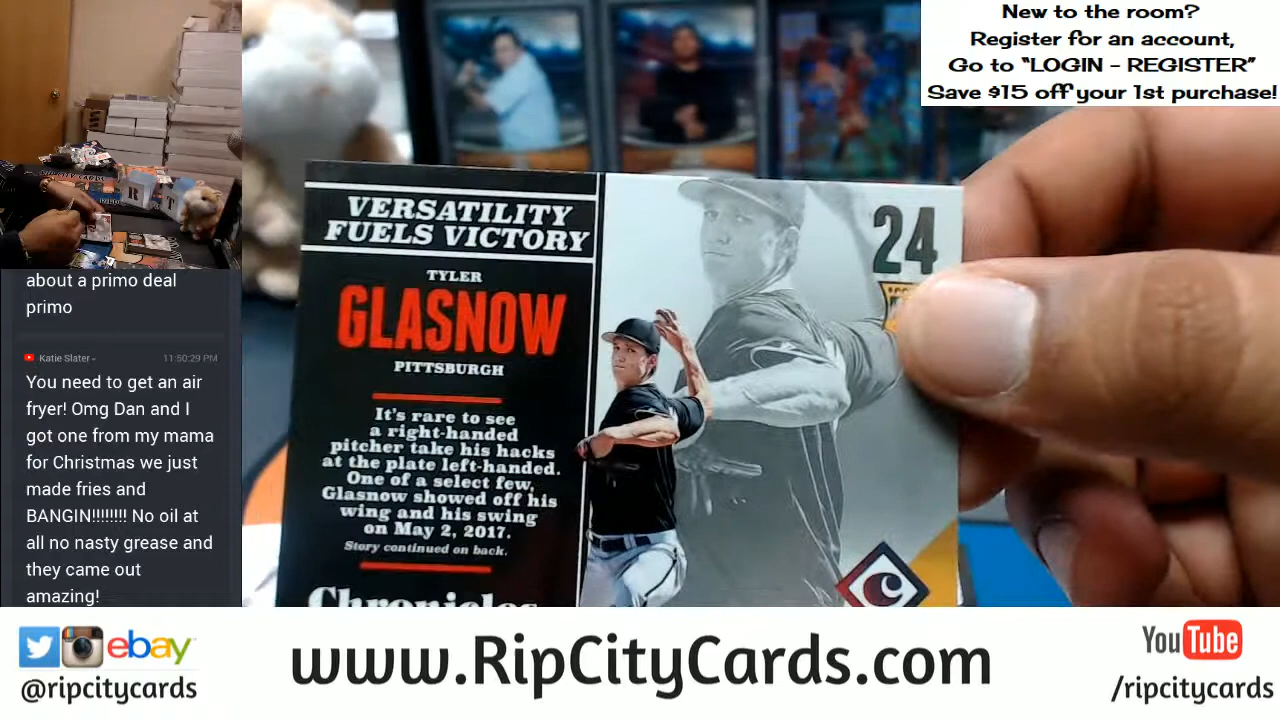 New to the room?
Register for an account,
Go to "LOGIN - REGISTER"
Save $15 off your 1st purchase!
about a primo deal
primo
Katie Slater~ 11:50:29 PM
You need to get an air
fryer! Omg Dan and I
got one from my mama
for Christmas we just
made fries and
BANGIN!!!!!!!! No oil at
all no nasty grease and
they came out
amazing!
VERSATILITY
FUELS VICTORY
TYLER
GLASNOW
PITTSBURGH
It's rare to see
a right-handed
pitcher take his hacks
at the plate left-handed.
One of a select few,
Glasnow showed off his
wing and his swing
on May 2, 2017.
Story continued on back.
Chronicles
24
C
R
T
ebay
@ripcitycards
www.RipCityCards.com
YouTube
/ripcitycards